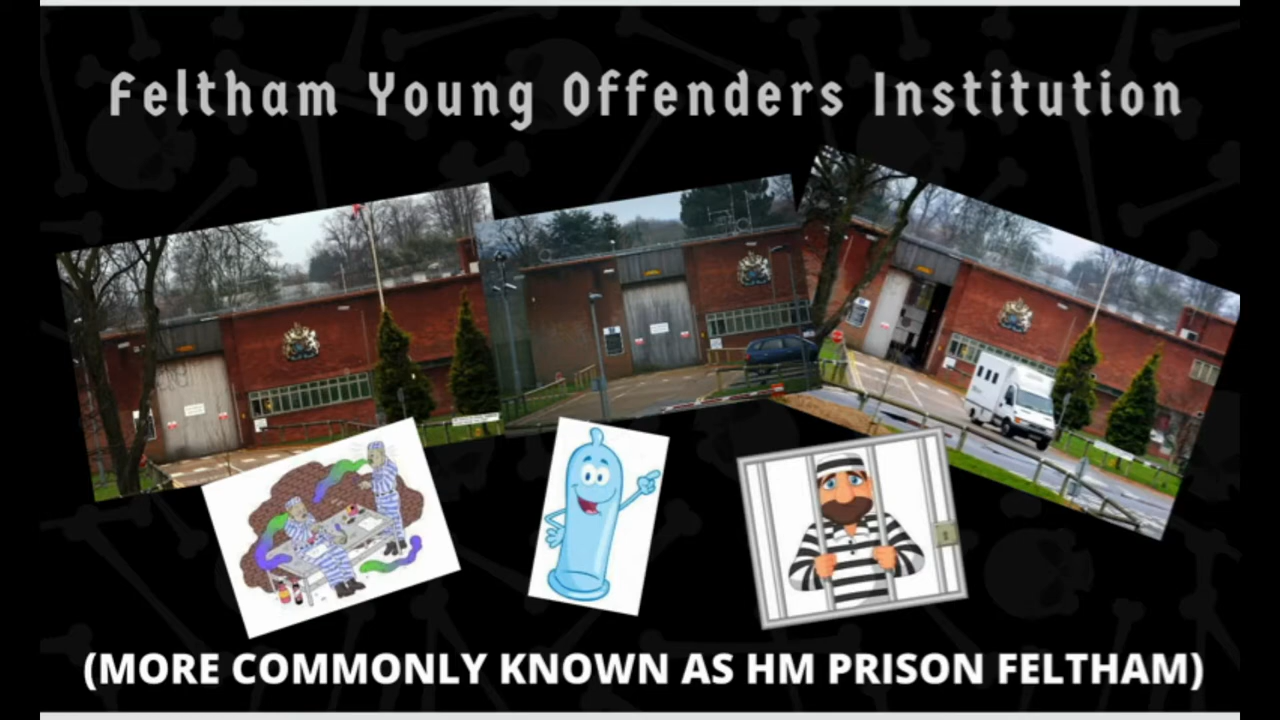 Feltham Young Offenders Institution
(MORE COMMONLY KNOWN AS HM PRISON FELTHAM)